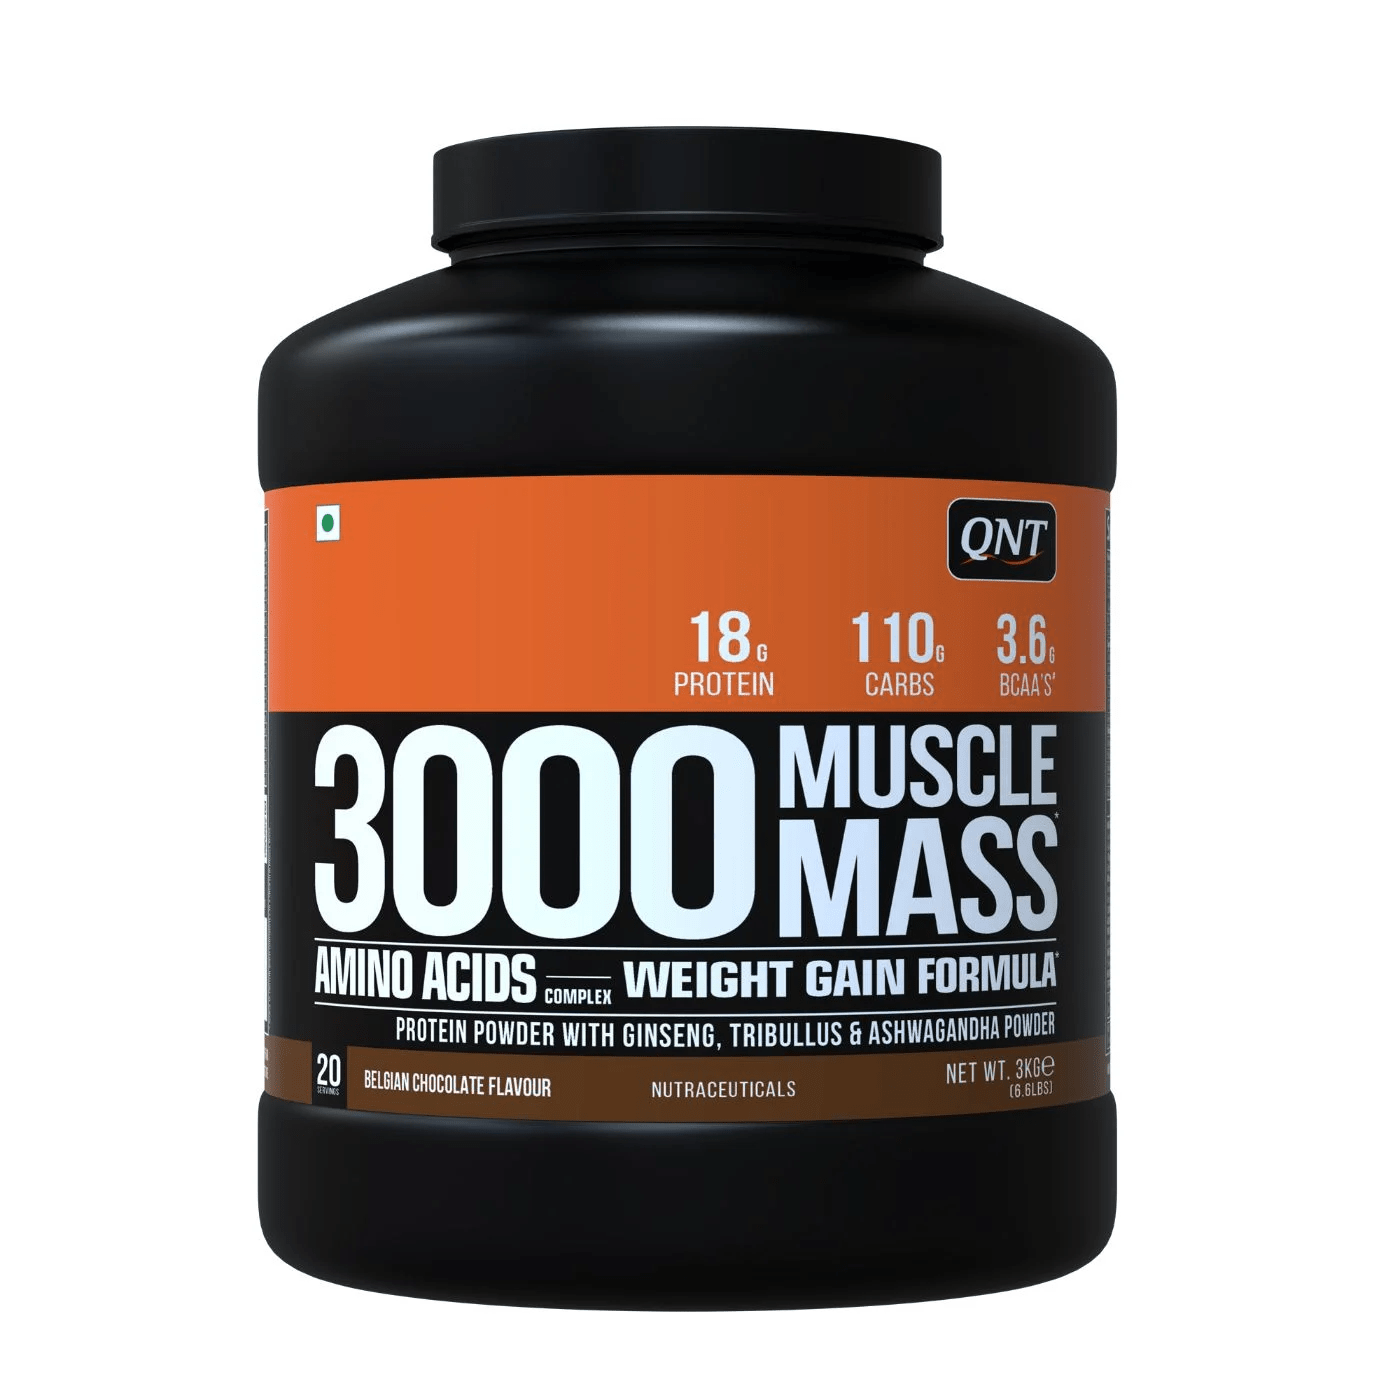 QNT
18G
PROTEIN
110G
CARBS
3.6G
BCAA'S#
3000
MUSCLE
MASS*
AMINO ACIDS COMPLEX WEIGHT GAIN FORMULA*
PROTEIN POWDER WITH GINSENG, TRIBULLUS & ASHWAGANDHA POWDER
20
SERVINGS
BELGIAN CHOCOLATE FLAVOUR
NUTRACEUTICALS
NET WT. 3KG℮
(6.6LBS)